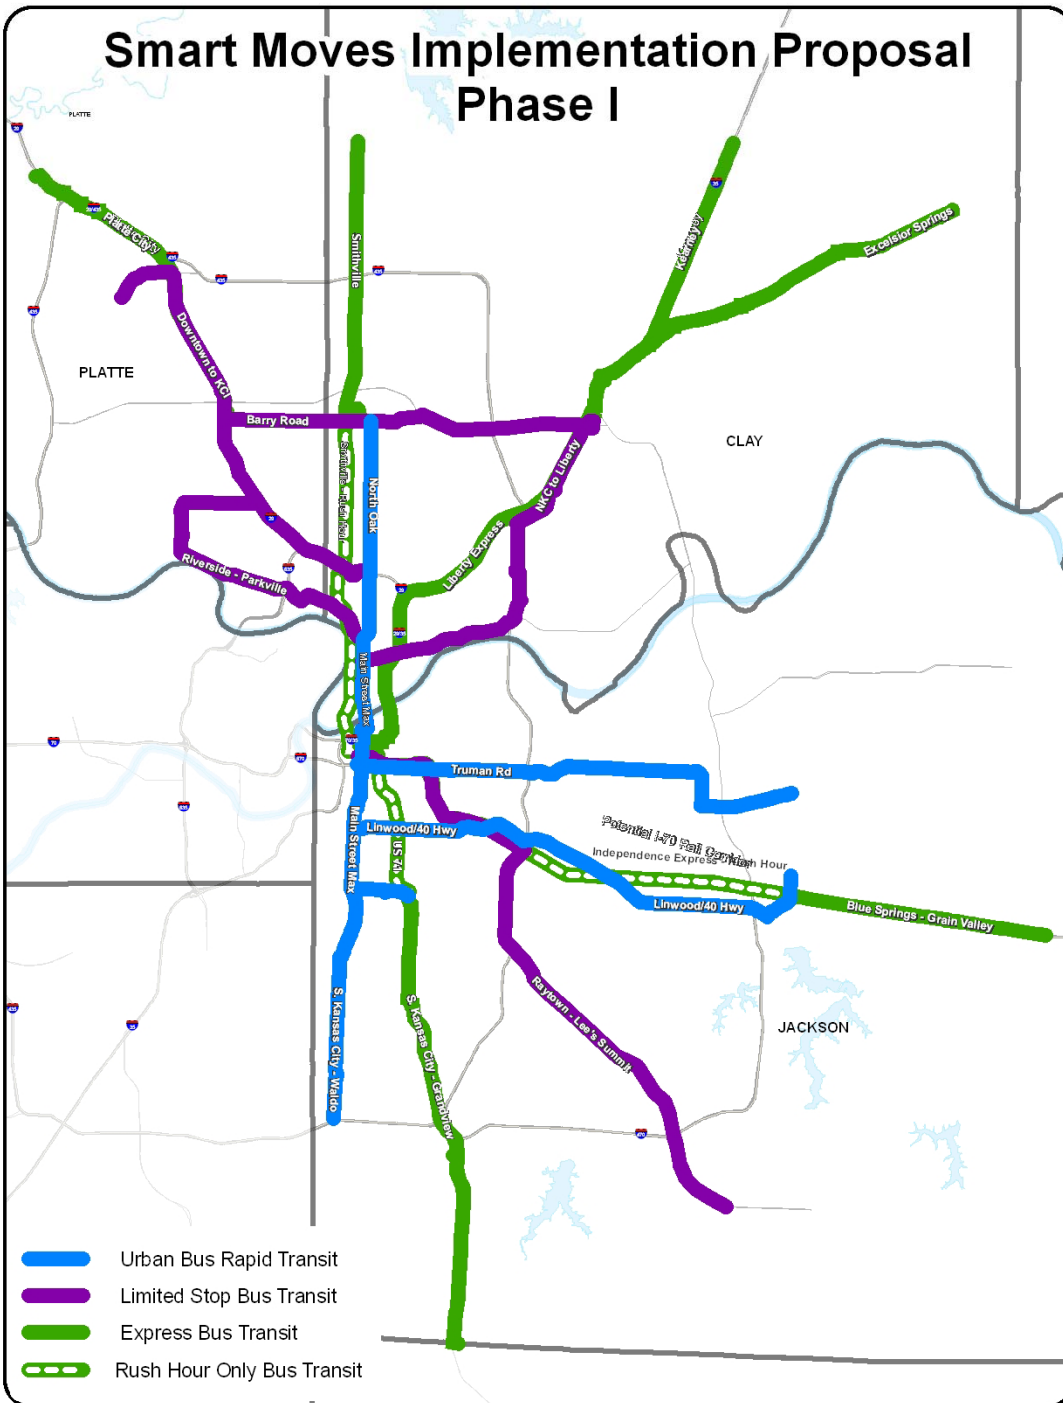 Smart Moves Implementation Proposal
Phase I
PLATTE
Platte City
Smithville
Kearney
Excelsior Springs
PLATTE
Downtown to KCI
Barry Road
CLAY
NKC to Liberty
North Oak
Liberty Express
Riverside - Parkville
Main Street Max
Truman Rd
Main Street Max
Linwood/40 Hwy
US 71
Potential I-70 Rail Corridor
Independence Express
Hour
Linwood/40 Hwy
Blue Springs - Grain Valley
S. Kansas City - Waldo
S. Kansas City - Grandview
Raytown - Lee's Summit
JACKSON
Urban Bus Rapid Transit
Limited Stop Bus Transit
Express Bus Transit
Rush Hour Only Bus Transit